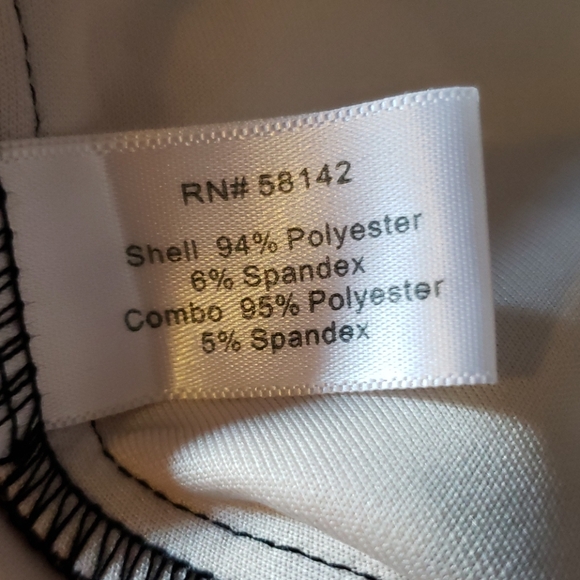 RN# 58142
Shell 94% Polyester
6% Spandex
Combo 95% Polyester
5% Spandex